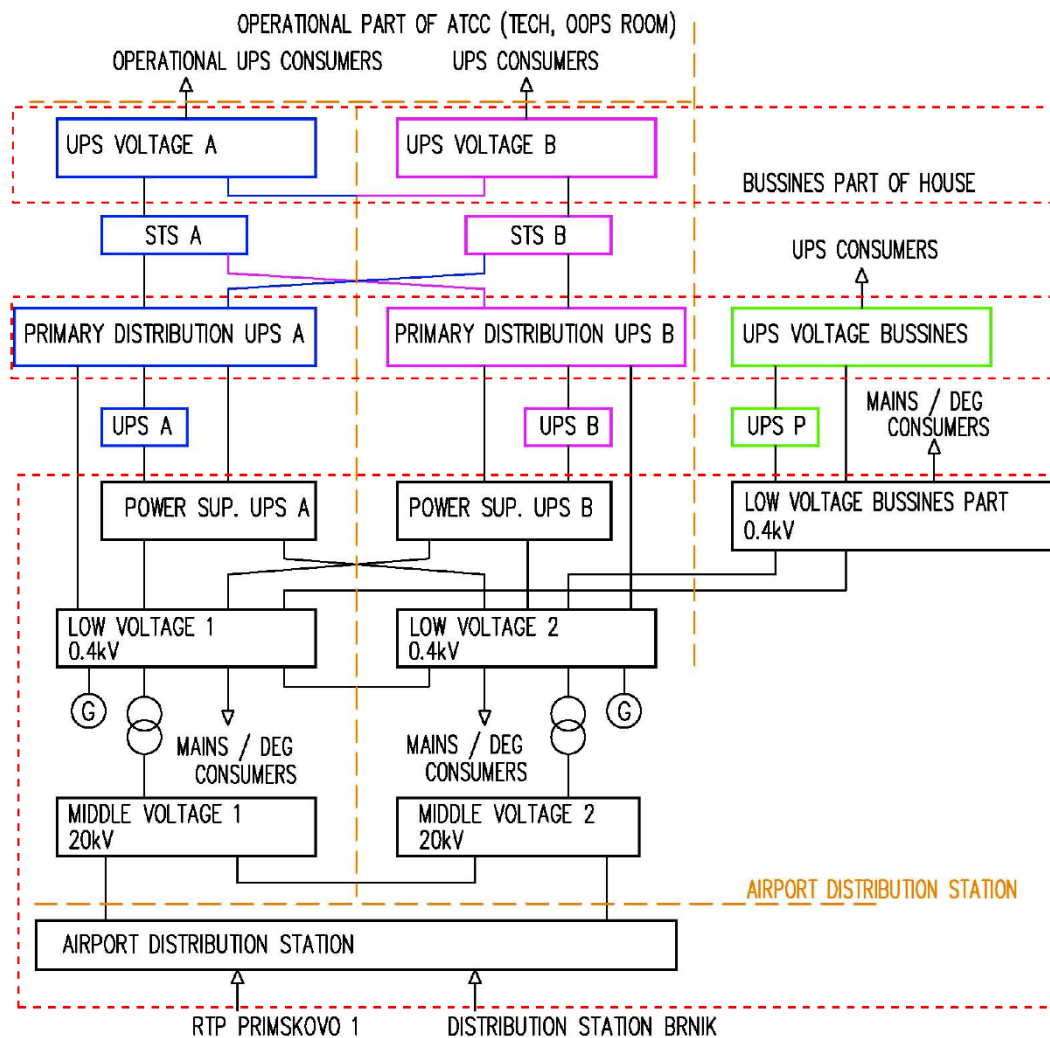 OPERATIONAL PART OF ATCC (TECH, OOPS ROOM)
OPERATIONAL UPS CONSUMERS
UPS CONSUMERS
UPS VOLTAGE A
UPS VOLTAGE B
BUSSINES PART OF HOUSE
STS A
STS B
UPS CONSUMERS
PRIMARY DISTRIBUTION UPS A
PRIMARY DISTRIBUTION UPS B
UPS VOLTAGE BUSSINES
MAINS / DEG
CONSUMERS
UPS A
UPS B
UPS P
POWER SUP. UPS A
POWER SUP. UPS B
LOW VOLTAGE BUSSINES PART
0.4kV
LOW VOLTAGE 1
0.4kV
LOW VOLTAGE 2
0.4kV
G
G
MAINS / DEG
CONSUMERS
MAINS / DEG
CONSUMERS
MIDDLE VOLTAGE 1
20kV
MIDDLE VOLTAGE 2
20kV
AIRPORT DISTRIBUTION STATION
AIRPORT DISTRIBUTION STATION
RTP PRIMSKOVO 1
DISTRIBUTION STATION BRNIK